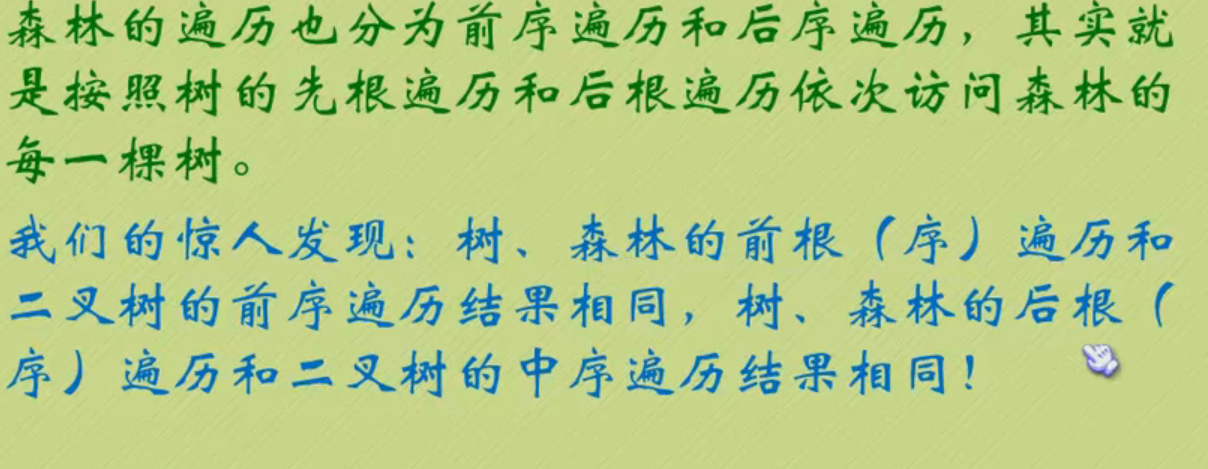 森林的遍历也分为前序遍历和后序遍历，其实就
是按照树的先根遍历和后根遍历依次访问森林的
每一棵树。
我们的惊人发现：树、森林的前根（序）遍历和
二叉树的前序遍历结果相同，树、森林的后根（
序）遍历和二叉树的中序遍历结果相同！